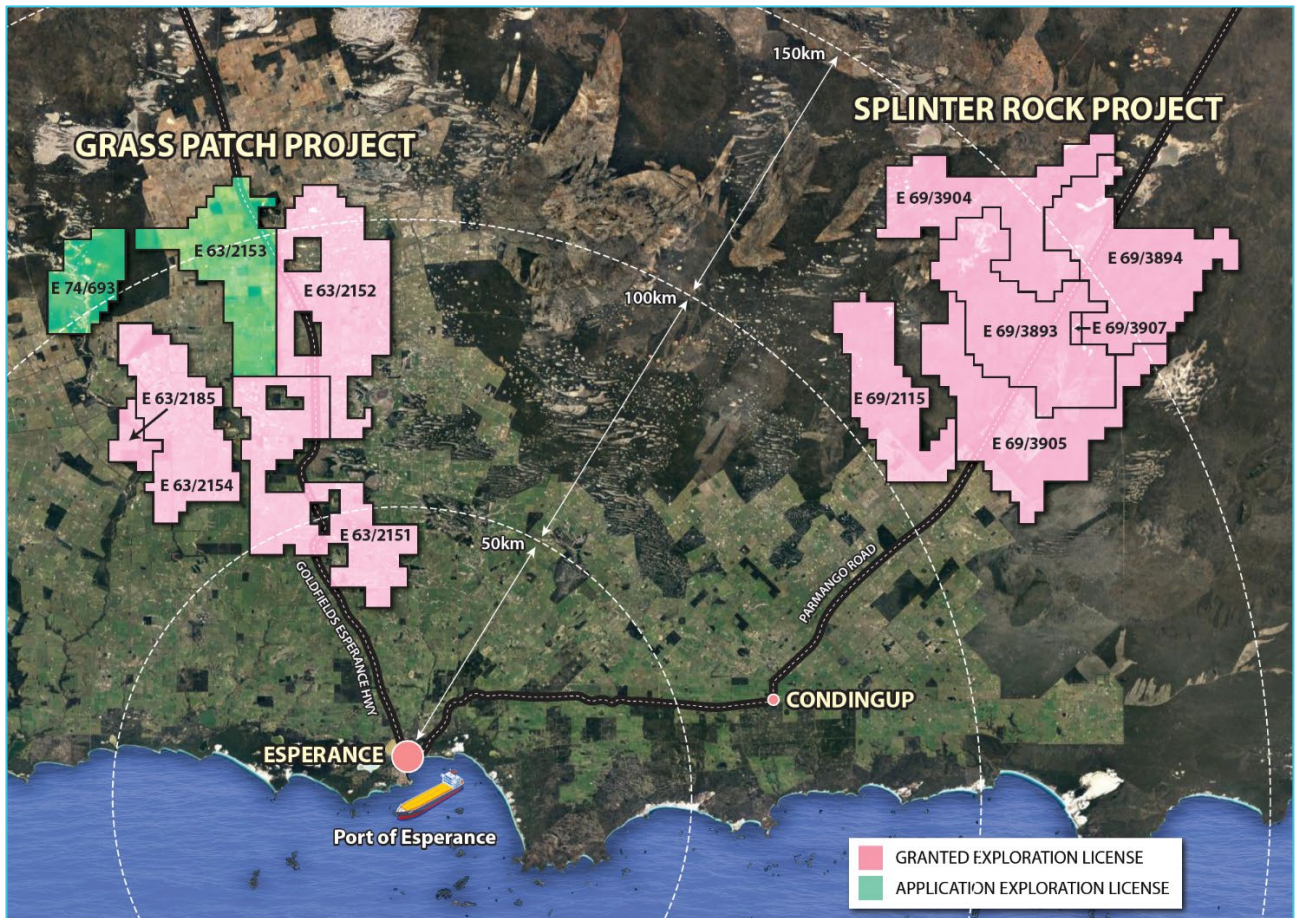 150km
SPLINTER ROCK PROJECT
GRASS PATCH PROJECT
E 69/3904
E 63/2153
E 69/3894
E 74/693
E 63/2152
100km
E 69/3893
E 69/3907
E 63/2185
E 69/2115
E 69/3905
E 63/2154
E 63/2151
50km
GOLDFIELDS ESPERANCE HWY
PARMANGO ROAD
CONDINGUP
ESPERANCE
Port of Esperance
GRANTED EXPLORATION LICENSE
APPLICATION EXPLORATION LICENSE